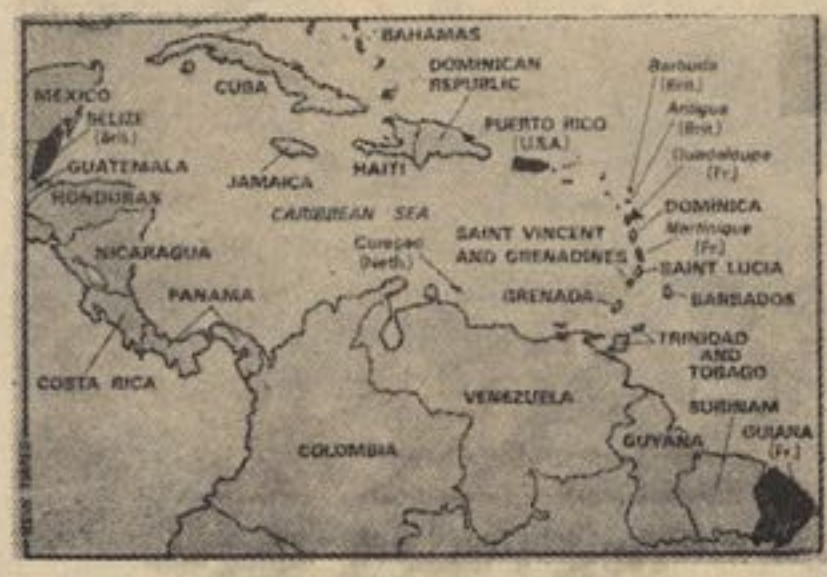 BAHAMAS
DOMINICAN
REPUBLIC
Barbuda
(Brit.)
CUBA
MEXICO
BELIZE
(Brit.)
Antigua
(Brit.)
PUERTO RICO
(U.S.A.)
Guadaloupe
(Fr.)
GUATEMALA
HAITI
JAMAICA
HONDURAS
DOMINICA
CARIBBEAN SEA
Martinique
(Fr.)
SAINT VINCENT
AND GRENADINES
Curaçao
(Neth.)
NICARAGUA
SAINT LUCIA
PANAMA
GRENADA
BARBADOS
TRINIDAD
AND
TOBAGO
COSTA RICA
VENEZUELA
SURINAM
GUIANA
(Fr.)
GUYANA
COLOMBIA